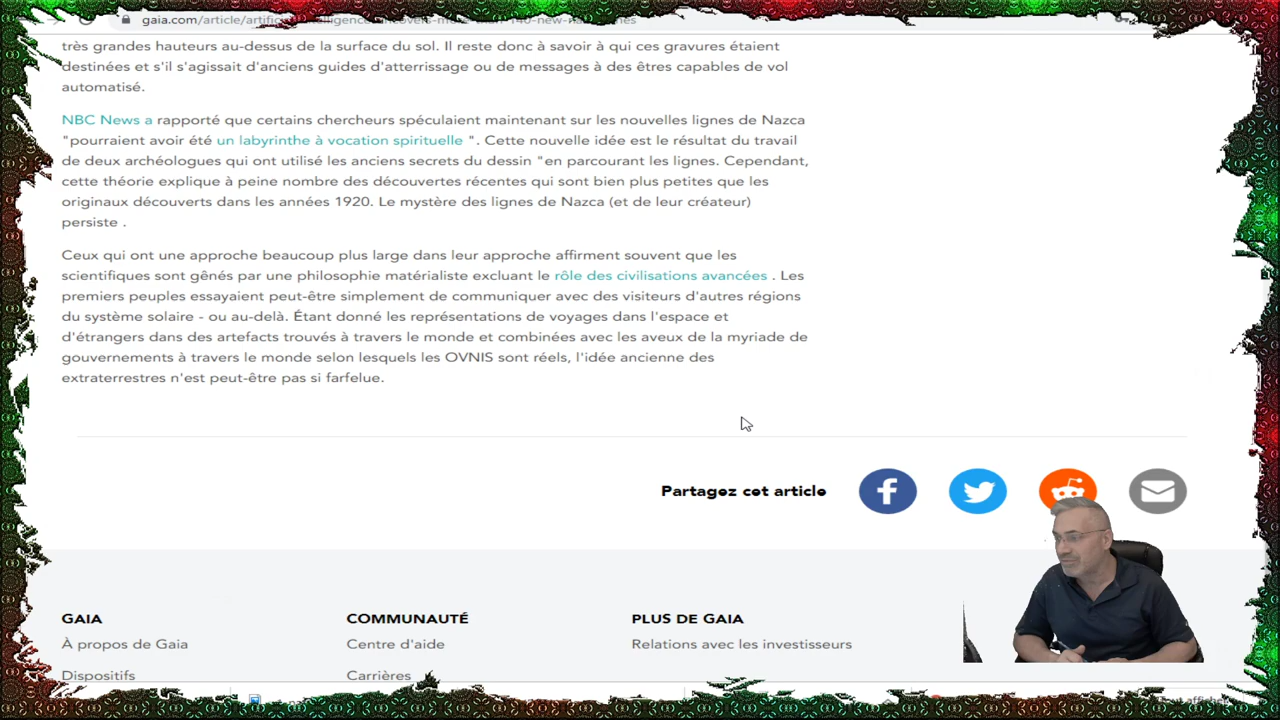 gaia.com/article/artific
très grandes hauteurs au-dessus de la surface du sol. Il reste donc à savoir à qui ces gravures étaient
destinées et s'il s'agissait d'anciens guides d'atterrissage ou de messages à des êtres capables de vol
automatisé.
NBC News a rapporté que certains chercheurs spéculaient maintenant sur les nouvelles lignes de Nazca
"pourraient avoir été un labyrinthe à vocation spirituelle ". Cette nouvelle idée est le résultat du travail
de deux archéologues qui ont utilisé les anciens secrets du dessin "en parcourant les lignes. Cependant,
cette théorie explique à peine nombre des découvertes récentes qui sont bien plus petites que les
originaux découverts dans les années 1920. Le mystère des lignes de Nazca (et de leur créateur)
persiste .
Ceux qui ont une approche beaucoup plus large dans leur approche affirment souvent que les
scientifiques sont gênés par une philosophie matérialiste excluant le rôle des civilisations avancées . Les
premiers peuples essayaient peut-être simplement de communiquer avec des visiteurs d'autres régions
du système solaire - ou au-delà. Étant donné les représentations de voyages dans l'espace et
d'étrangers dans des artefacts trouvés à travers le monde et combinées avec les aveux de la myriade de
gouvernements à travers le monde selon lesquels les OVNIS sont réels, l'idée ancienne des
extraterrestres n'est peut-être pas si farfelue.
Partagez cet article
GAIA
COMMUNAUTÉ
PLUS DE GAIA
À propos de Gaia
Centre d'aide
Relations avec les investisseurs
Dispositifs
Carrières